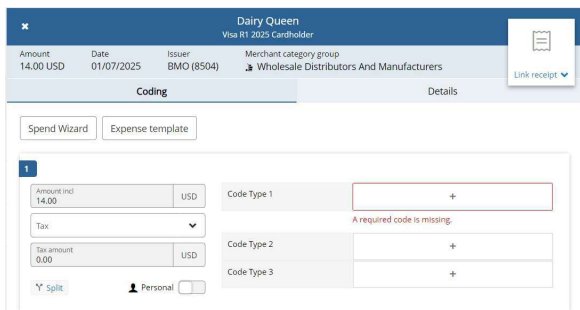 Dairy Queen
Visa R1 2025 Cardholder
Amount Date Issuer Merchant category group
14.00 USD 01/07/2025 BMO (8504) Wholesale Distributors And Manufacturers
Link receipt
Coding Details
Spend Wizard Expense template
1
Amount incl
14.00 USD
Code Type 1 +
A required code is missing.
Tax
Tax amount
0.00 USD
Code Type 2 +
Code Type 3 +
Split Personal